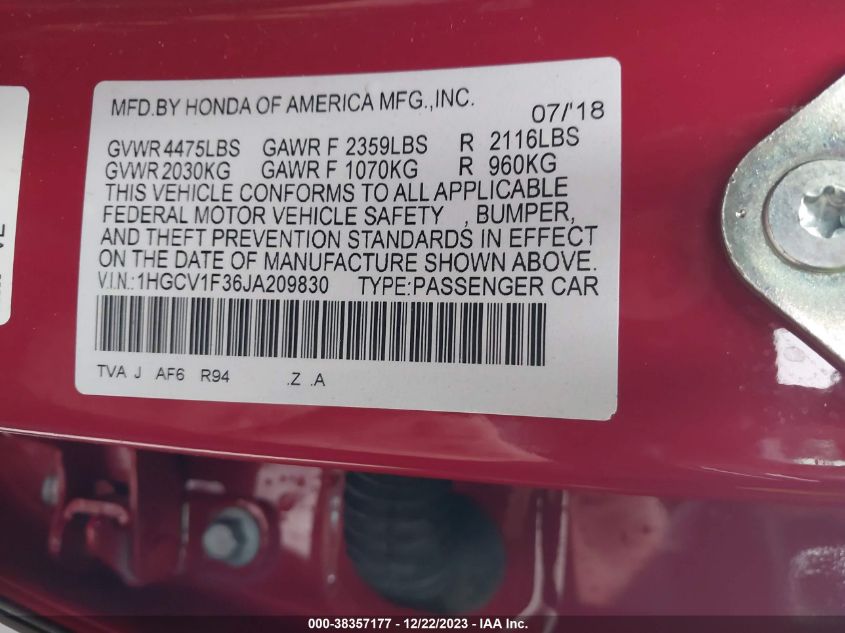 MFD.BY HONDA OF AMERICA MFG.,INC. 07/'18
GVWR 4475LBS GAWR F 2359LBS R 2116LBS
GVWR 2030KG GAWR F 1070KG R 960KG
THIS VEHICLE CONFORMS TO ALL APPLICABLE
FEDERAL MOTOR VEHICLE SAFETY , BUMPER,
AND THEFT PREVENTION STANDARDS IN EFFECT
ON THE DATE OF MANUFACTURE SHOWN ABOVE.
V.I.N.:1HGCV1F36JA209830 TYPE:PASSENGER CAR
TVA J AF6 R94 .Z .A
000-38357177 - 12/22/2023 - IAA Inc.